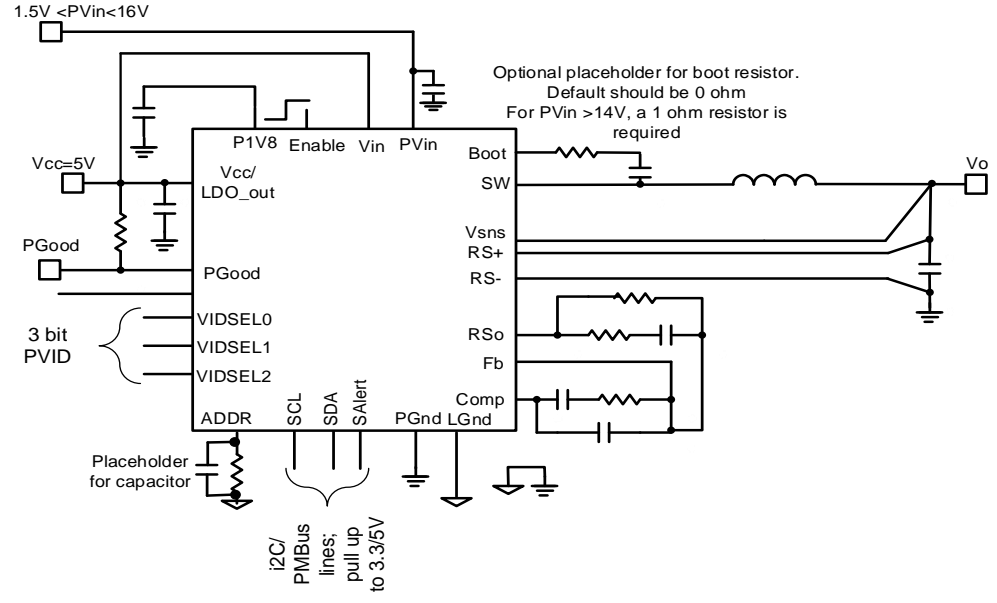 1.5V <PVin<16V
Optional placeholder for boot resistor.
Default should be 0 ohm
For PVin >14V, a 1 ohm resistor is
required
P1V8
Enable
Vin
PVin
Boot
SW
Vo
Vcc=5V
Vcc/
LDO_out
Vsns
RS+
RS-
PGood
PGood
VIDSEL0
VIDSEL1
VIDSEL2
3 bit
PVID
RSo
Fb
Comp
ADDR
SCL
SDA
SAlert
PGnd
LGnd
Placeholder
for capacitor
i2C/
PMBus
lines;
pull up
to 3.3/5V